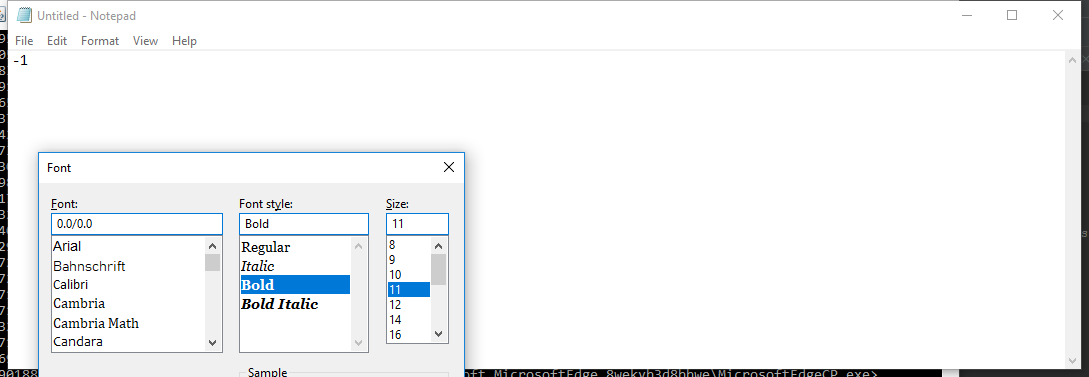 Untitled - Notepad
File Edit Format View Help
-1
Font
Font: Font style: Size:
0.0/0.0 Bold 11
Arial Regular 8
Bahnschrift Italic 9
Calibri Bold 10
Cambria Bold Italic 11
Cambria Math 12
Candara 14
16
Sample
90188
soft.MicrosoftEdge_8wekyb3d8bbwe\MicrosoftEdgeCP.exe>